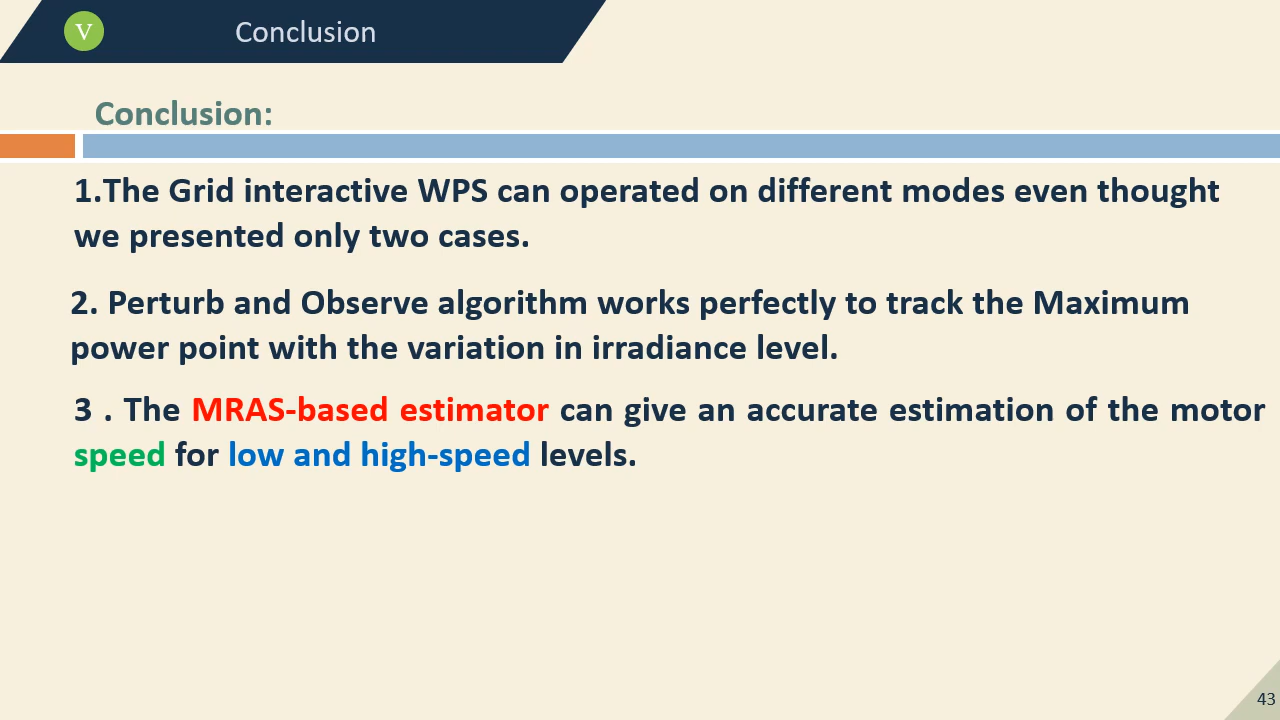 V
Conclusion
Conclusion:
1.The Grid interactive WPS can operated on different modes even thought
we presented only two cases.
2. Perturb and Observe algorithm works perfectly to track the Maximum
power point with the variation in irradiance level.
3 . The MRAS-based estimator can give an accurate estimation of the motor
speed for low and high-speed levels.
43